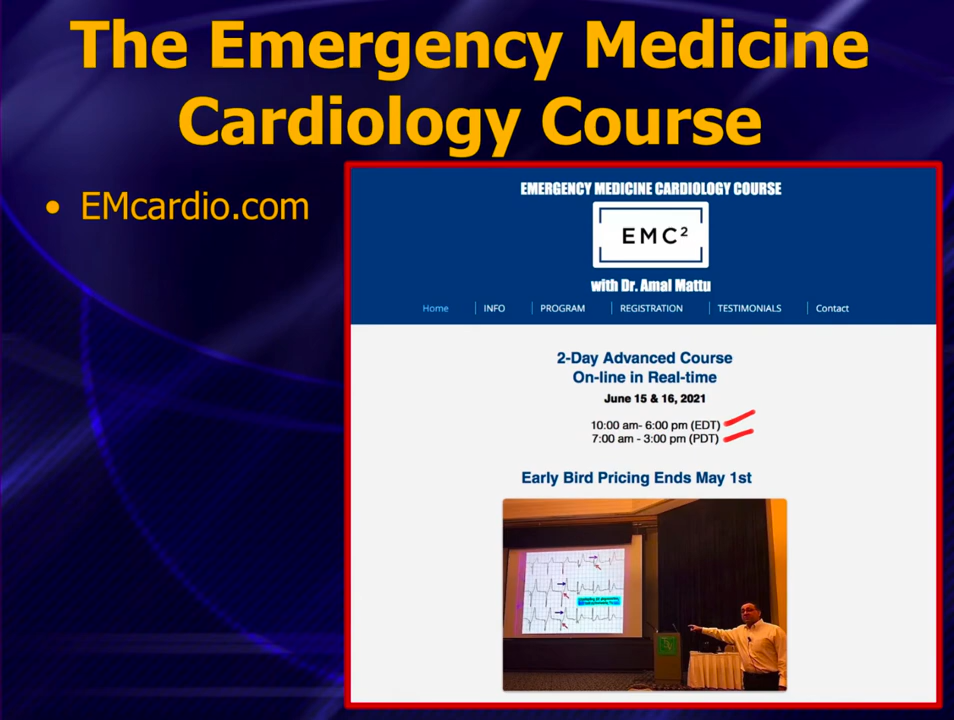 The Emergency Medicine
Cardiology Course
• EMcardio.com
EMERGENCY MEDICINE CARDIOLOGY COURSE
EMC²
with Dr. Amal Mattu
Home | INFO | PROGRAM | REGISTRATION | TESTIMONIALS | Contact
2-Day Advanced Course
On-line in Real-time
June 15 & 16, 2021
10:00 am- 6:00 pm (EDT)
7:00 am - 3:00 pm (PDT)
Early Bird Pricing Ends May 1st